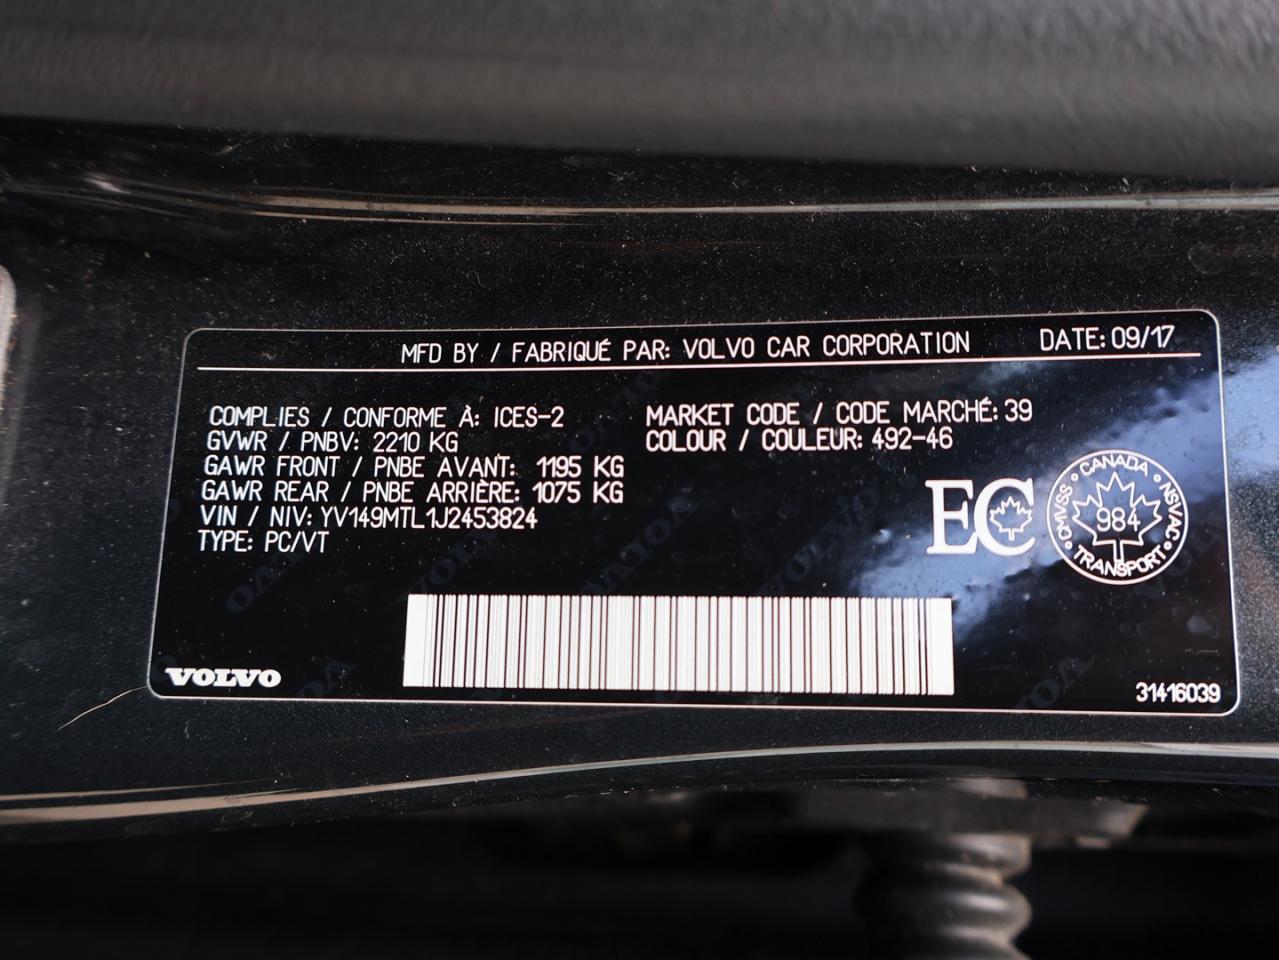 MFD BY / FABRIQUÉ PAR: VOLVO CAR CORPORATION DATE: 09/17
COMPLIES / CONFORME À: ICES-2
GVWR / PNBV: 2210 KG
GAWR FRONT / PNBE AVANT: 1195 KG
GAWR REAR / PNBE ARRIÈRE: 1075 KG
VIN / NIV: YV149MTL1J2453824
TYPE: PC/VT
MARKET CODE / CODE MARCHÉ: 39
COLOUR / COULEUR: 492-46
EC
CANADA
CMVSS 984 NSVAC
TRANSPORT
VOLVO
31416039